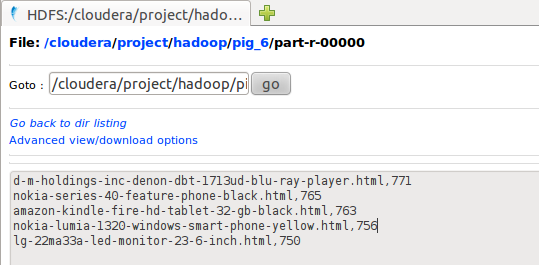 HDFS:/cloudera/project/hado...
File: /cloudera/project/hadoop/pig_6/part-r-00000
Goto : /cloudera/project/hadoop/pi go
Go back to dir listing
Advanced view/download options
d-m-holdings-inc-denon-dbt-1713ud-blu-ray-player.html,771
nokia-series-40-feature-phone-black.html,765
amazon-kindle-fire-hd-tablet-32-gb-black.html,763
nokia-lumia-1320-windows-smart-phone-yellow.html,756
lg-22ma33a-led-monitor-23-6-inch.html,750